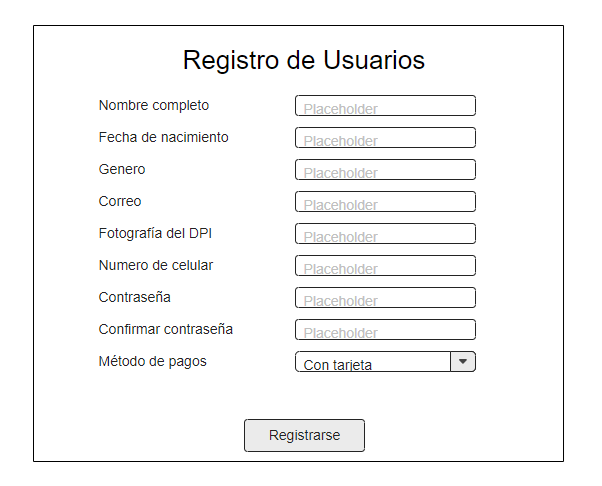 Registro de Usuarios
Nombre completo Placeholder
Fecha de nacimiento Placeholder
Genero Placeholder
Correo Placeholder
Fotografía del DPI Placeholder
Numero de celular Placeholder
Contraseña Placeholder
Confirmar contraseña Placeholder
Método de pagos Con tarjeta
Registrarse